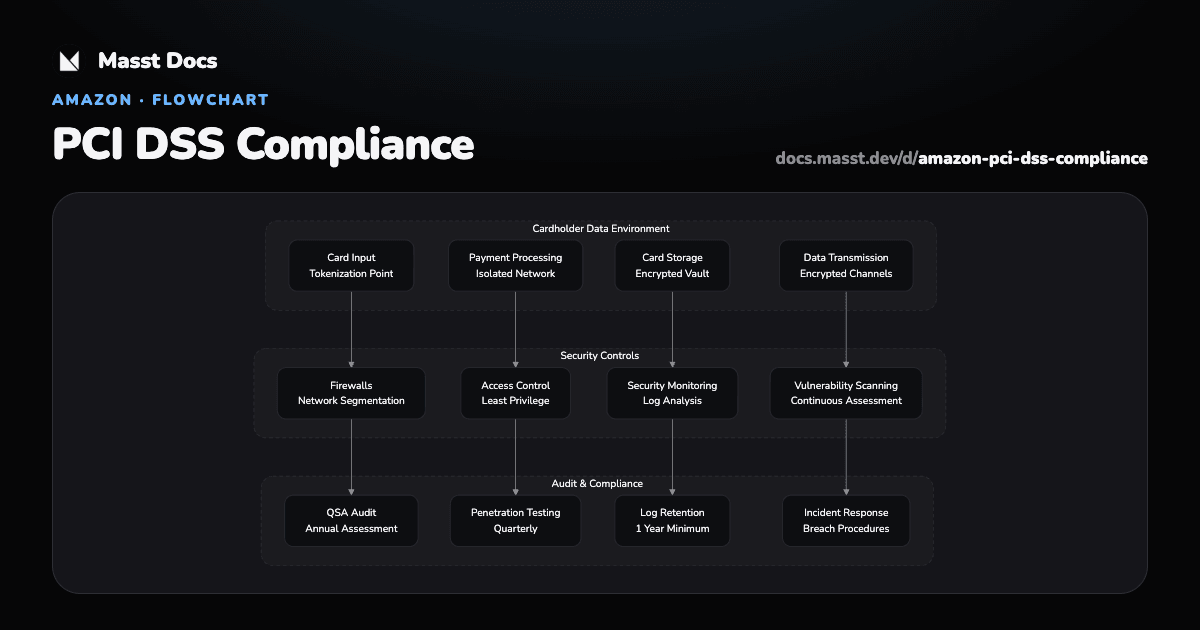 Masst Docs
AMAZON · FLOWCHART
PCI DSS Compliance
docs.masst.dev/d/amazon-pci-dss-compliance
Cardholder Data Environment
Card Input
Tokenization Point
Payment Processing
Isolated Network
Card Storage
Encrypted Vault
Data Transmission
Encrypted Channels
Security Controls
Firewalls
Network Segmentation
Access Control
Least Privilege
Security Monitoring
Log Analysis
Vulnerability Scanning
Continuous Assessment
Audit & Compliance
QSA Audit
Annual Assessment
Penetration Testing
Quarterly
Log Retention
1 Year Minimum
Incident Response
Breach Procedures